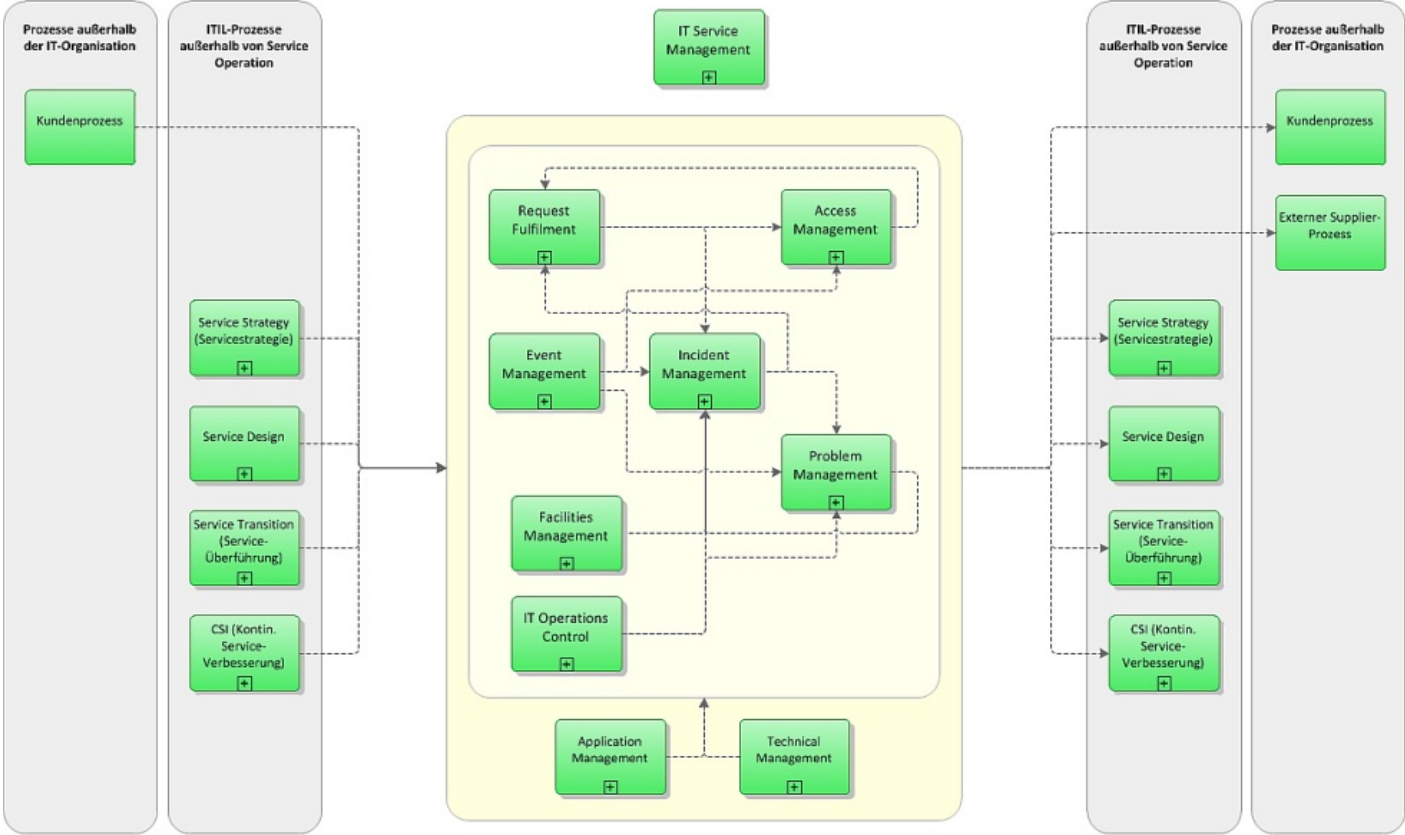 Prozesse außerhalb
der IT-Organisation
Kundenprozess
ITIL-Prozesse
außerhalb von Service
Operation
Service Strategy
(Servicestrategie)
Service Design
Service Transition
(Service-
Überführung)
CSI (Kontin.
Service-
Verbesserung)
IT Service
Management
Request
Fulfilment
Access
Management
Event
Management
Incident
Management
Problem
Management
Facilities
Management
IT Operations
Control
Application
Management
Technical
Management
ITIL-Prozesse
außerhalb von Service
Operation
Service Strategy
(Servicestrategie)
Service Design
Service Transition
(Service-
Überführung)
CSI (Kontin.
Service-
Verbesserung)
Prozesse außerhalb
der IT-Organisation
Kundenprozess
Externer Supplier-
Prozess